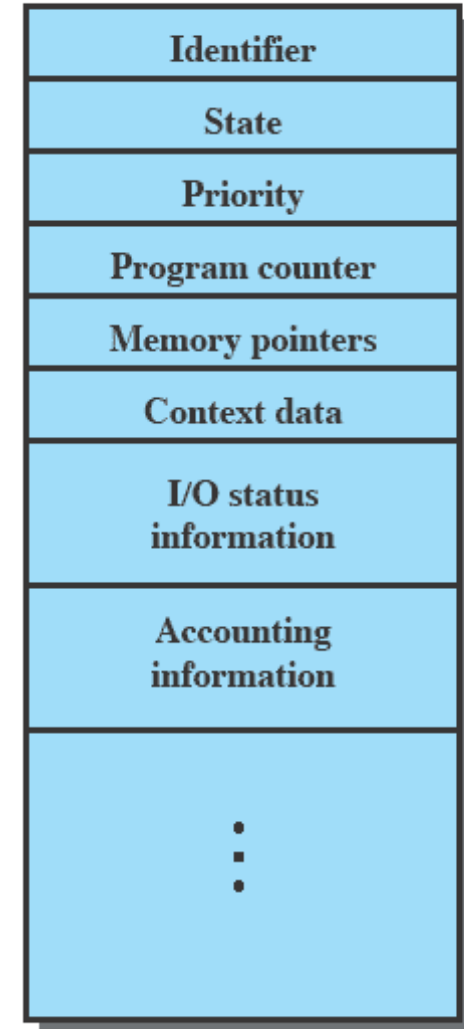 Identifier
State
Priority
Program counter
Memory pointers
Context data
I/O status
information
Accounting
information